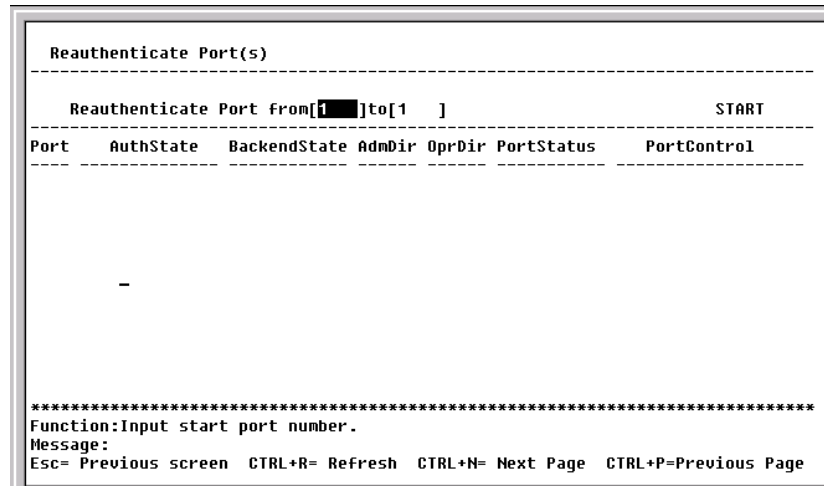 Reauthenticate Port(s)
Reauthenticate Port from[1 ]to[1 ] START
Port AuthState BackendState AdmDir OprDir PortStatus PortControl
Function:Input start port number.
Message:
Esc= Previous screen CTRL+R= Refresh CTRL+N= Next Page CTRL+P=Previous Page